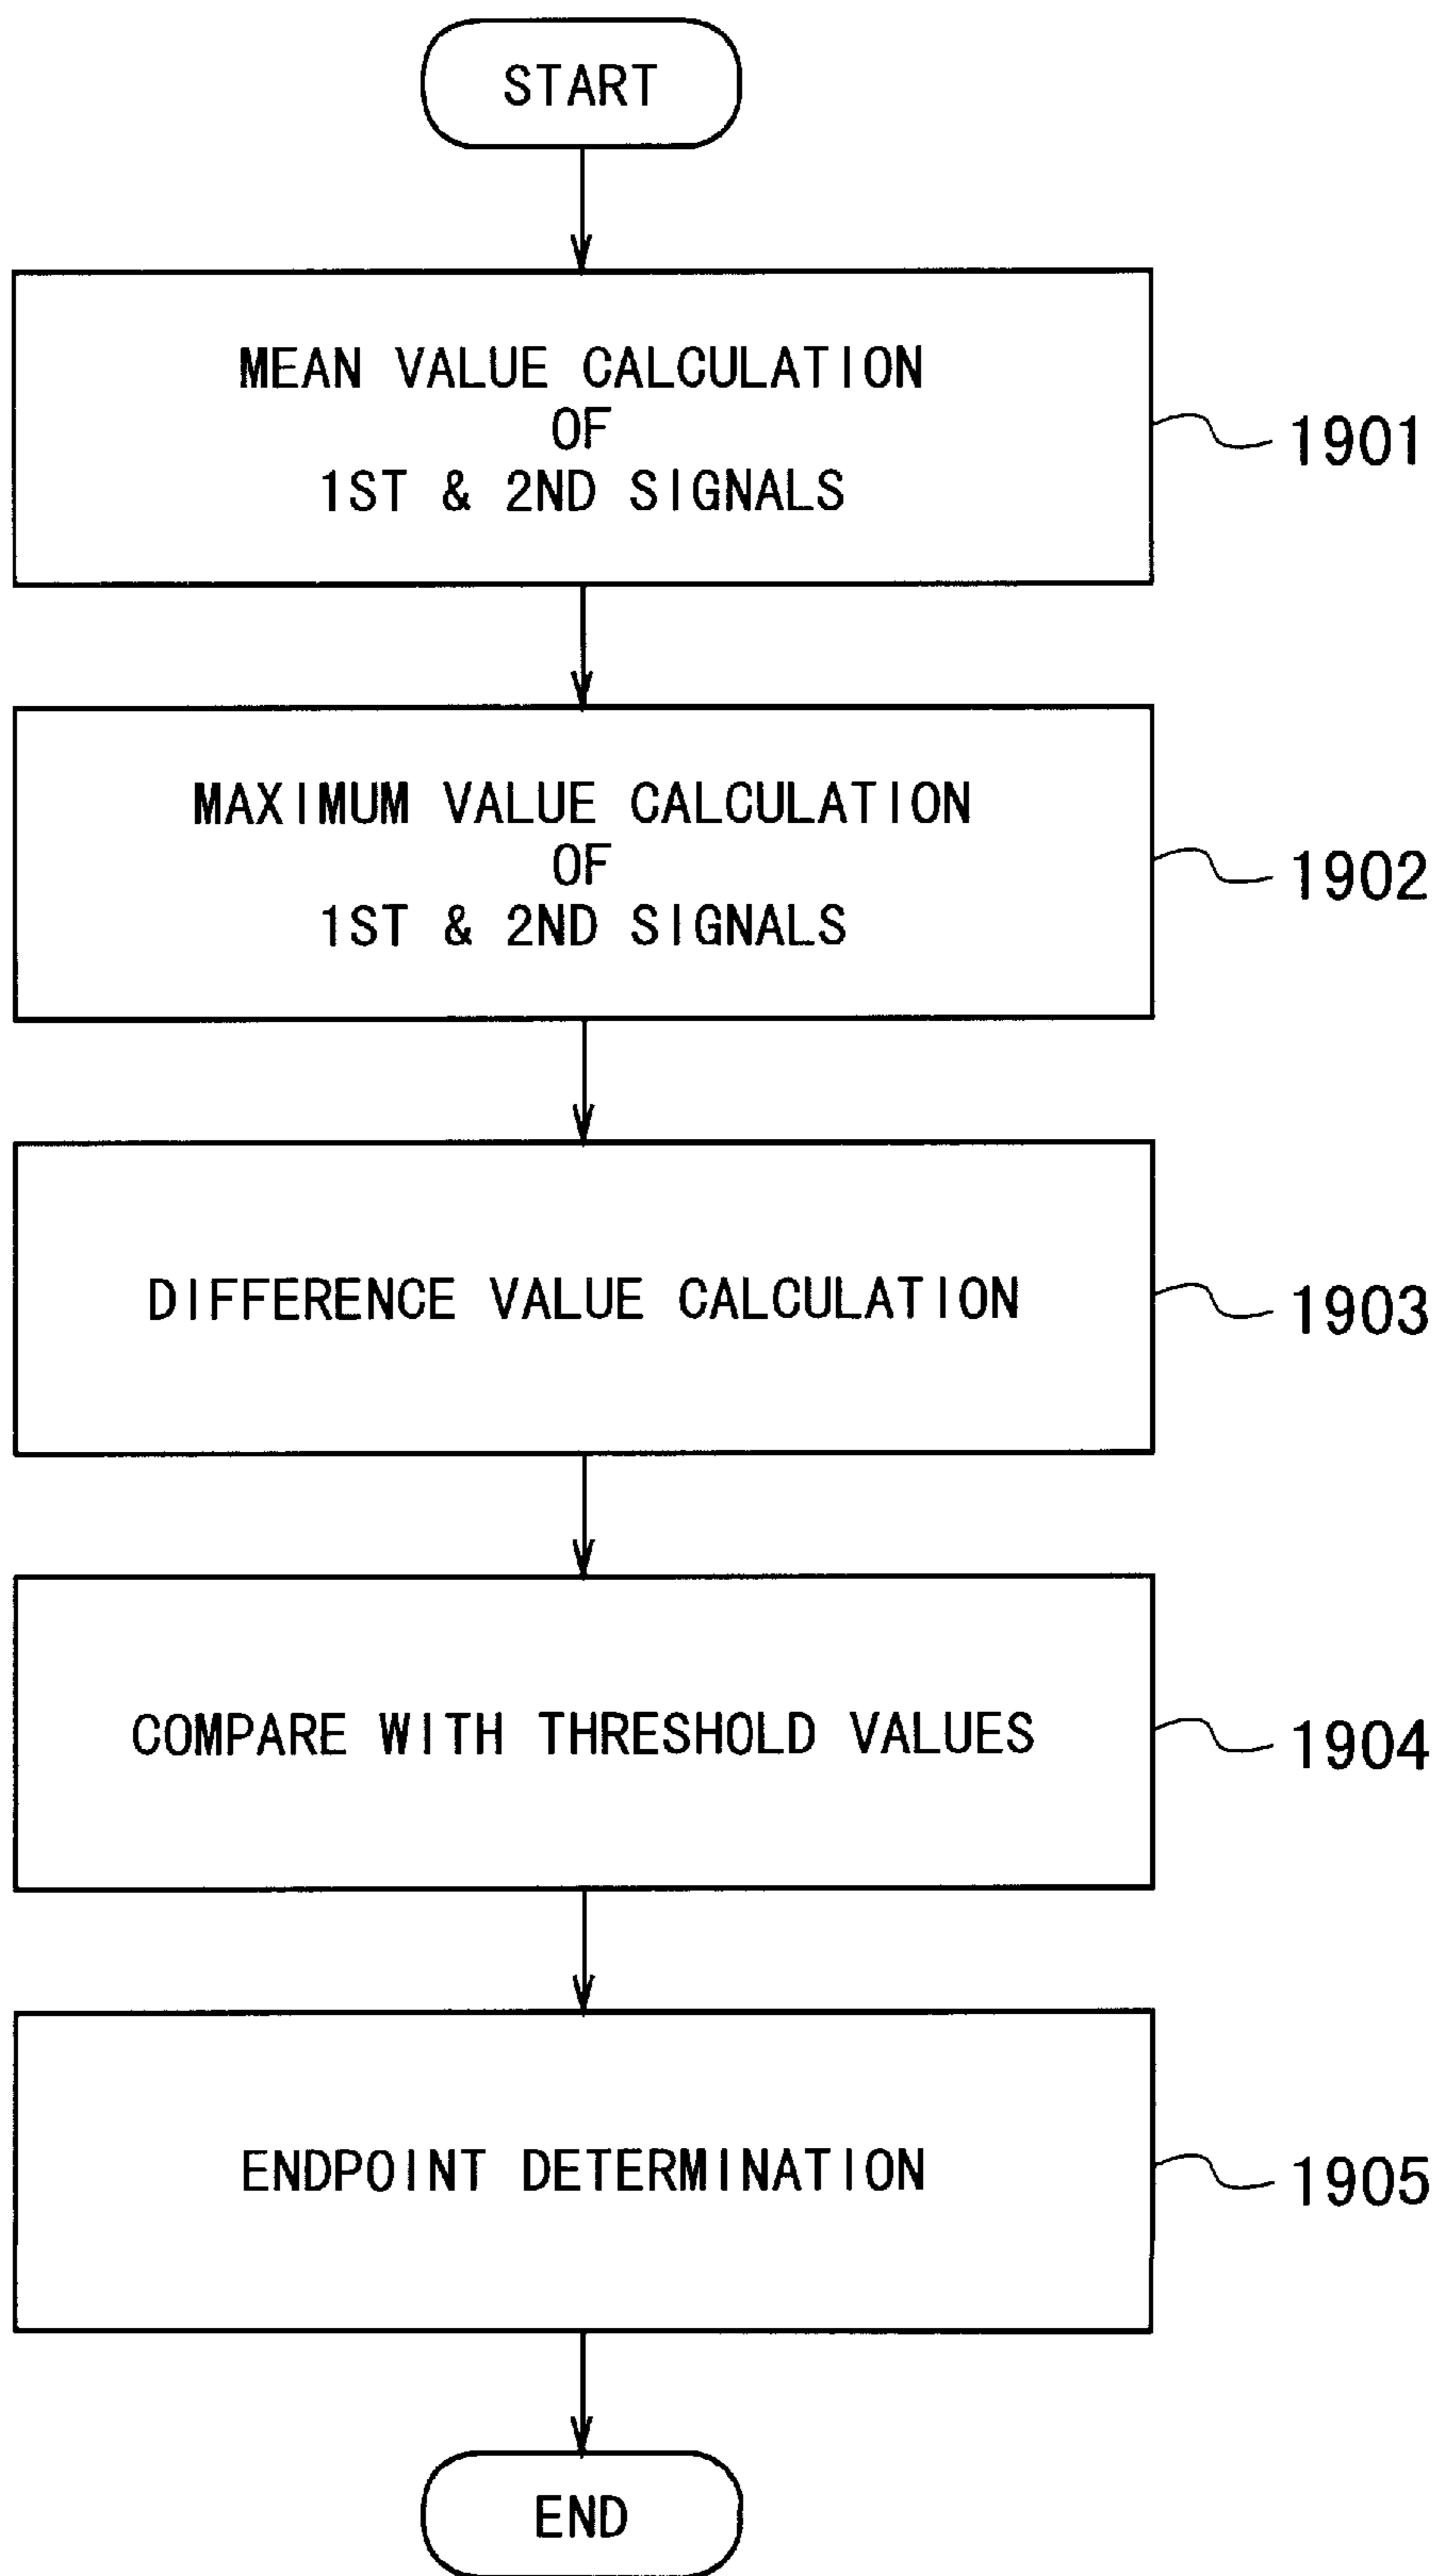 START
MEAN VALUE CALCULATION
OF
1ST & 2ND SIGNALS
1901
MAXIMUM VALUE CALCULATION
OF
1ST & 2ND SIGNALS
1902
DIFFERENCE VALUE CALCULATION
1903
COMPARE WITH THRESHOLD VALUES
1904
ENDPOINT DETERMINATION
1905
END